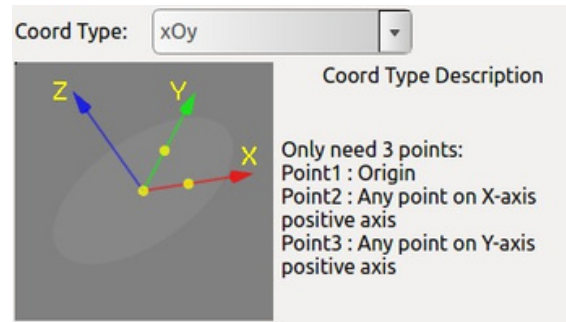 Coord Type: xOy
Coord Type Description
Z Y
X
Only need 3 points:
Point1 : Origin
Point2 : Any point on X-axis
positive axis
Point3 : Any point on Y-axis
positive axis